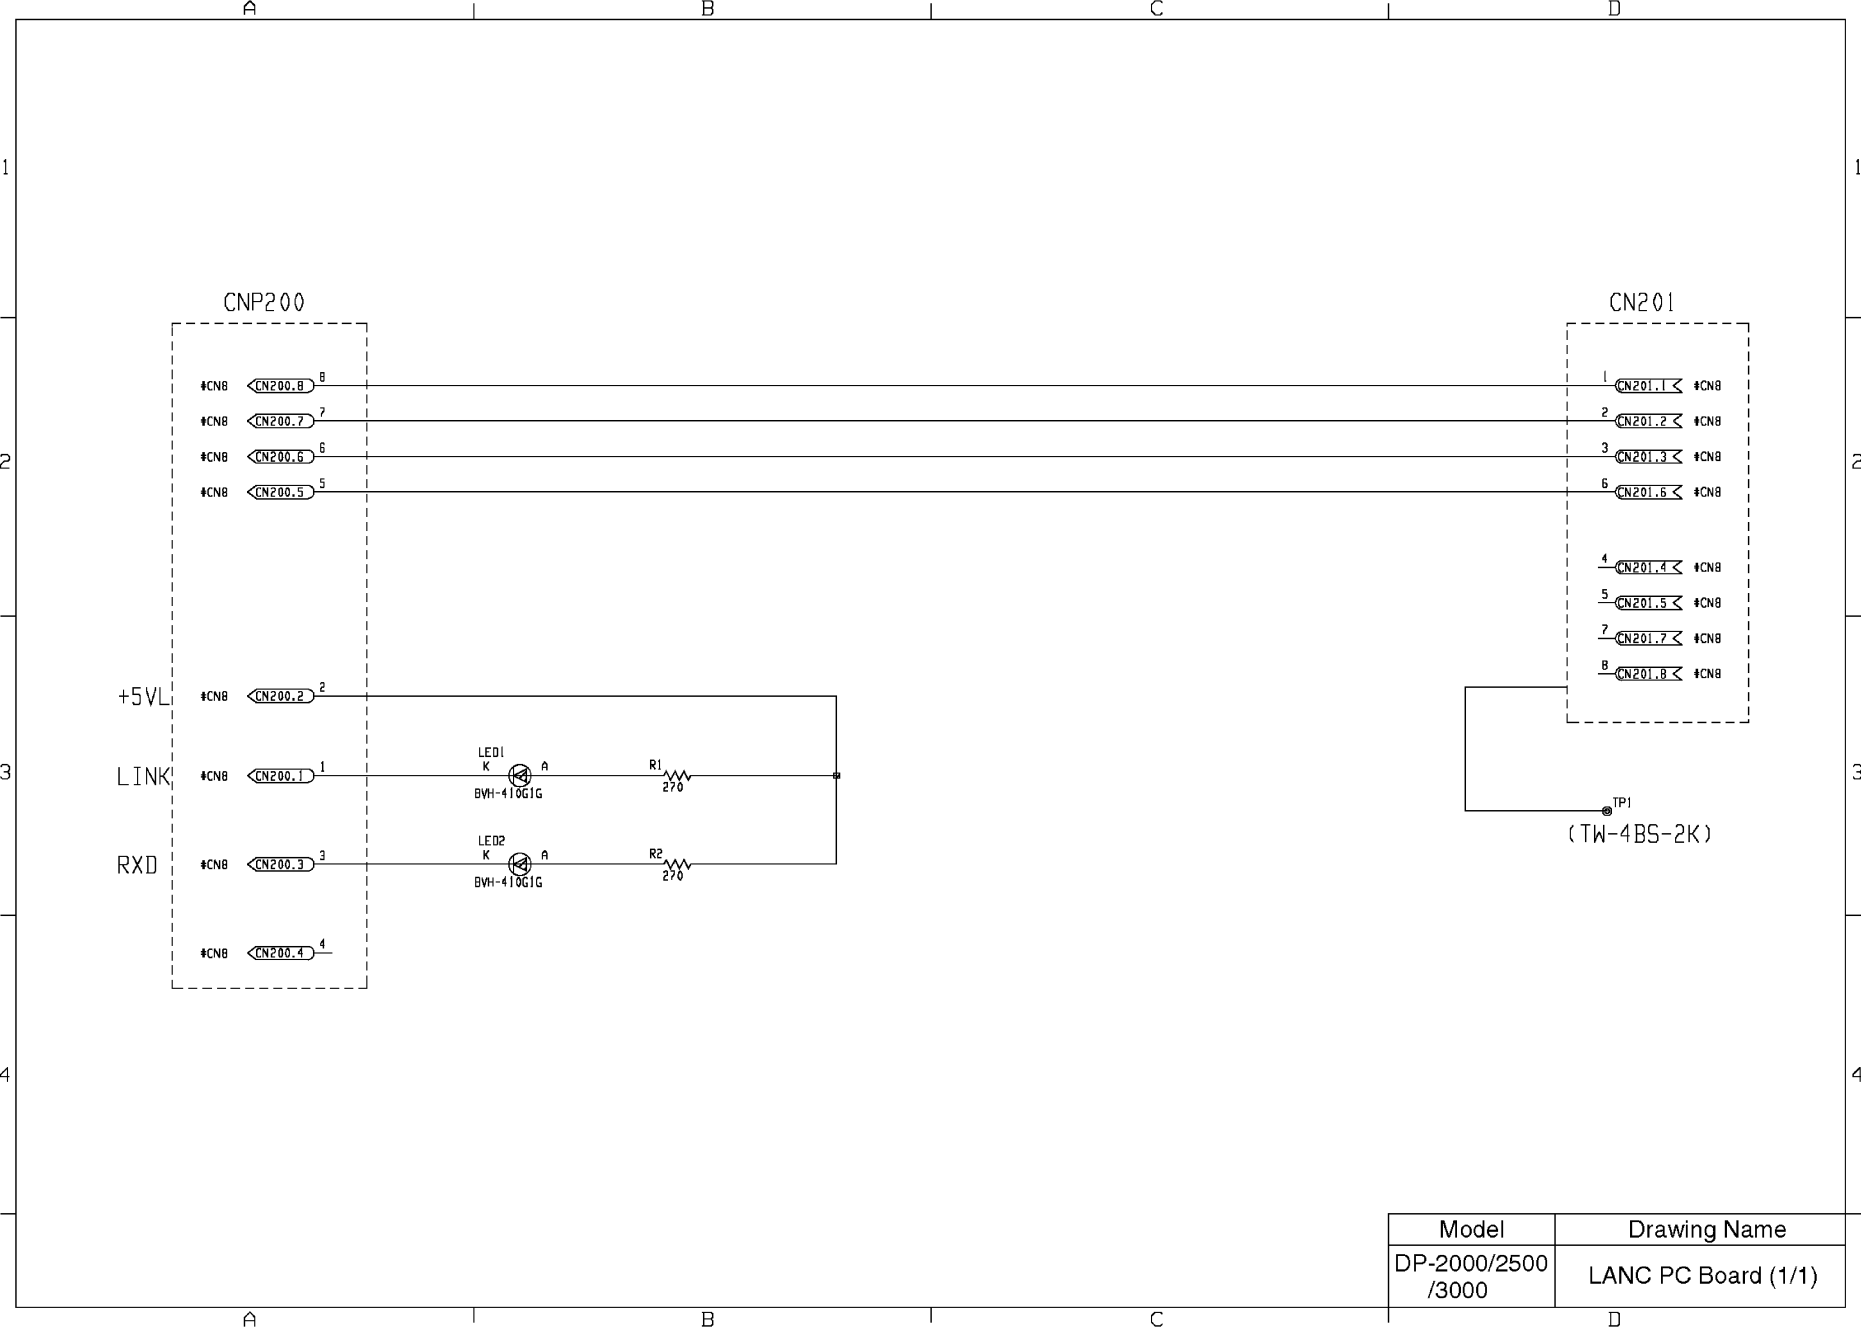 A B C D
1 1
CNP200 CN201
#CN8 CN200.8 8 1 CN201.1 #CN8
#CN8 CN200.7 7 2 CN201.2 #CN8
2 #CN8 CN200.6 6 3 CN201.3 #CN8 2
#CN8 CN200.5 5 6 CN201.6 #CN8
4 CN201.4 #CN8
5 CN201.5 #CN8
7 CN201.7 #CN8
8 CN201.8 #CN8
+5VL #CN8 CN200.2 2
LED1
K A R1
3 LINK #CN8 CN200.1 1 3
BVH-410G1G 270
TP1
(TW-4BS-2K)
LED2
K A R2
RXD #CN8 CN200.3 3
BVH-410G1G 270
#CN8 CN200.4 4
4 4
Model Drawing Name
DP-2000/2500
/3000
LANC PC Board (1/1)
A B C D